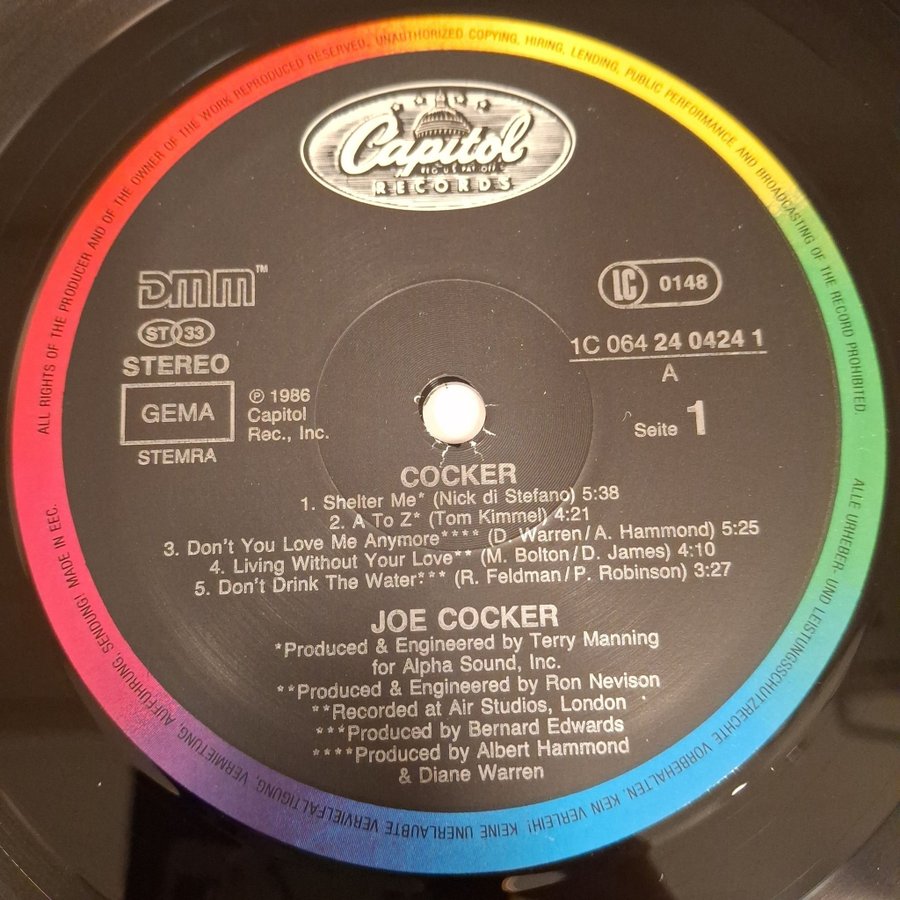 ALL RIGHTS OF THE PRODUCER AND OF THE OWNER OF THE WORK REPRODUCED RESERVED. UNAUTHORIZED COPYING, HIRING, LENDING, PUBLIC PERFORMANCE AND BROADCASTING OF THE RECORD PROHIBITED.
Capitol
REG U S PAT OFF
RECORDS
DMM™
ST 33
STEREO
GEMA
STEMRA
℗ 1986
Capitol
Rec., Inc.
LC 0148
1C 064 24 0424 1
A
Seite 1
COCKER
1. Shelter Me* (Nick di Stefano) 5:38
2. A To Z* (Tom Kimmel) 4:21
3. Don't You Love Me Anymore**** (D. Warren/A. Hammond) 5:25
4. Living Without Your Love** (M. Bolton/D. James) 4:10
5. Don't Drink The Water*** (R. Feldman/P. Robinson) 3:27
JOE COCKER
*Produced & Engineered by Terry Manning
for Alpha Sound, Inc.
**Produced & Engineered by Ron Nevison
**Recorded at Air Studios, London
***Produced by Bernard Edwards
****Produced by Albert Hammond
& Diane Warren
ALLE URHEBER- UND LEISTUNGSSCHUTZRECHTE VORBEHALTEN. KEIN VERLEIH! KEINE UNERLAUBTE VERVIELFÄLTIGUNG, VERMIETUNG, AUFFÜHRUNG, SENDUNG! MADE IN EEC.